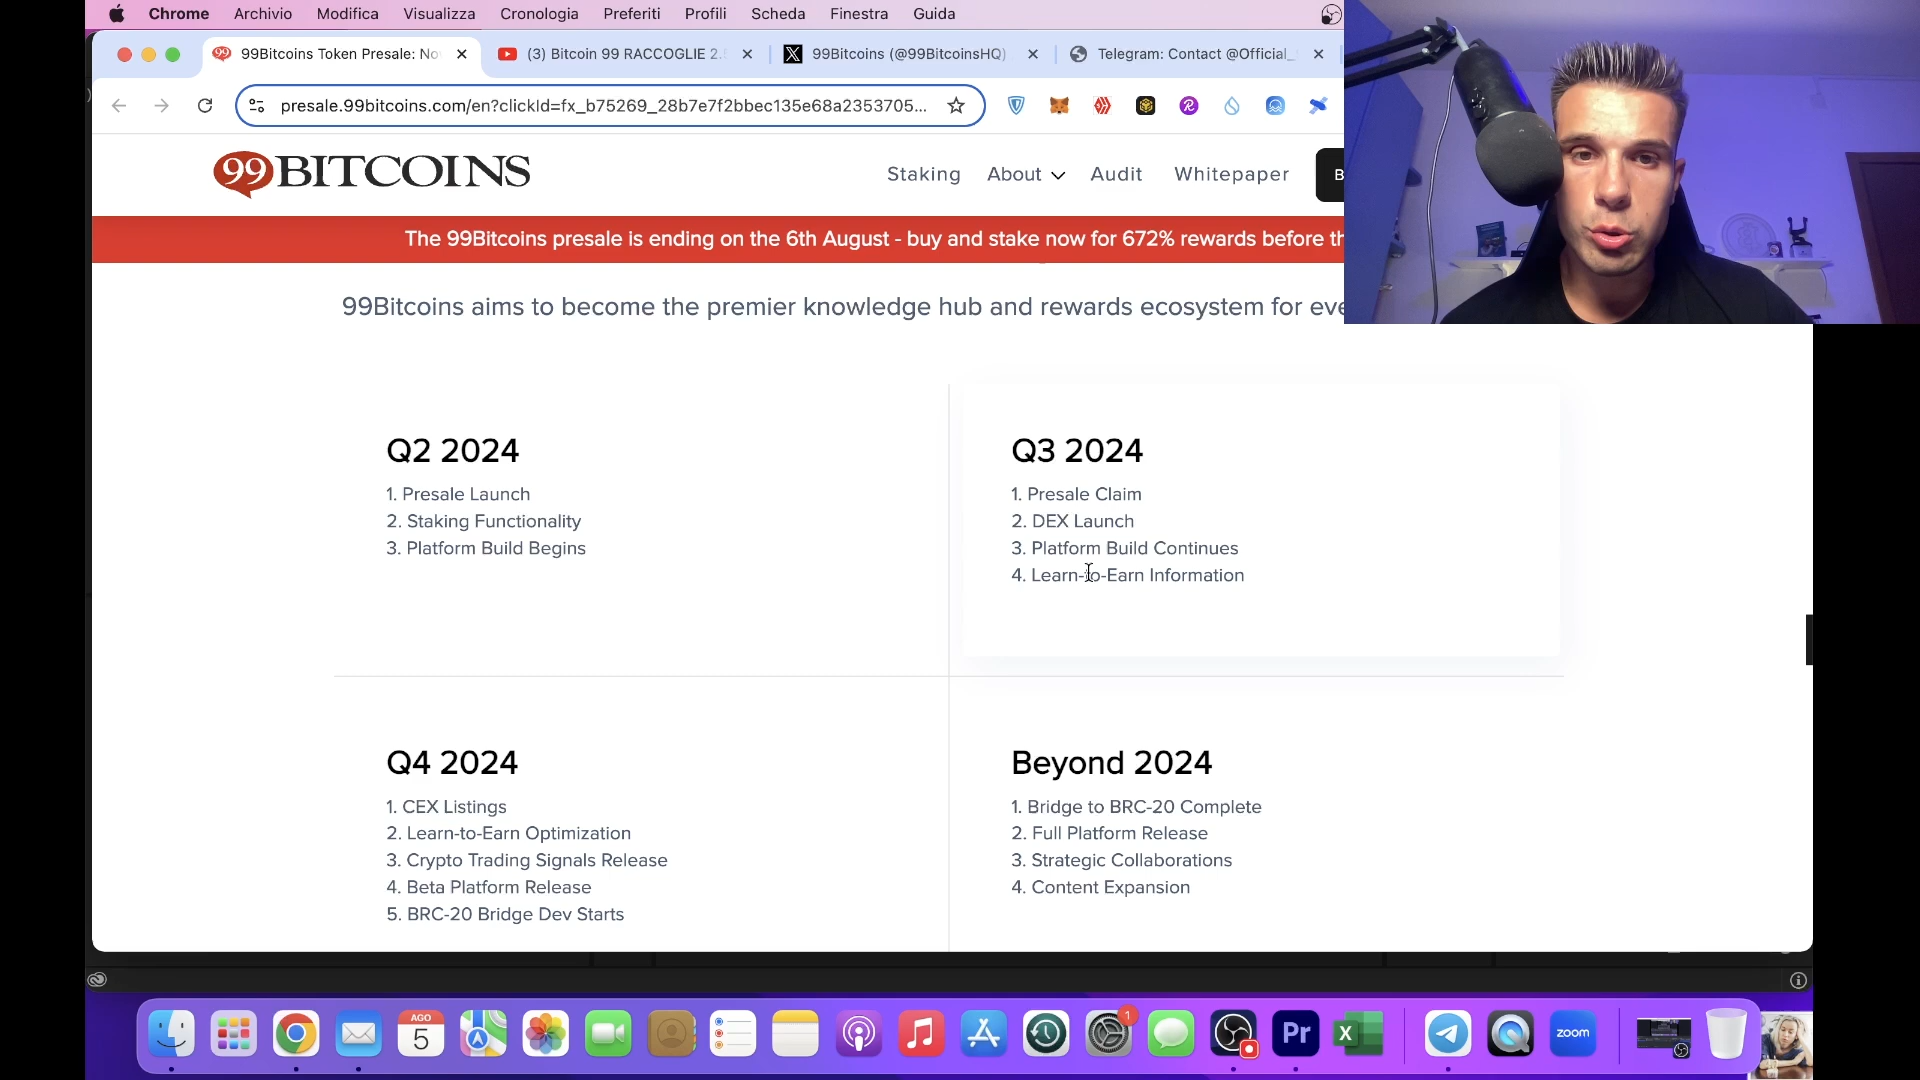 Chrome Archivio Modifica Visualizza Cronologia Preferiti Profili Scheda Finestra Guida
99Bitcoins Token Presale: No
(3) Bitcoin 99 RACCOGLIE 2.
99Bitcoins (@99BitcoinsHQ)
Telegram: Contact @Official_
presale.99bitcoins.com/en?clickId=fx_b75269_28b7e7f2bbec135e68a2353705...
99BITCOINS
Staking About Audit Whitepaper B
The 99Bitcoins presale is ending on the 6th August - buy and stake now for 672% rewards before th
99Bitcoins aims to become the premier knowledge hub and rewards ecosystem for eve
Q2 2024
1. Presale Launch
2. Staking Functionality
3. Platform Build Begins
Q3 2024
1. Presale Claim
2. DEX Launch
3. Platform Build Continues
4. Learn-to-Earn Information
Q4 2024
1. CEX Listings
2. Learn-to-Earn Optimization
3. Crypto Trading Signals Release
4. Beta Platform Release
5. BRC-20 Bridge Dev Starts
Beyond 2024
1. Bridge to BRC-20 Complete
2. Full Platform Release
3. Strategic Collaborations
4. Content Expansion
AGO
5
1
Pr
X
zoom